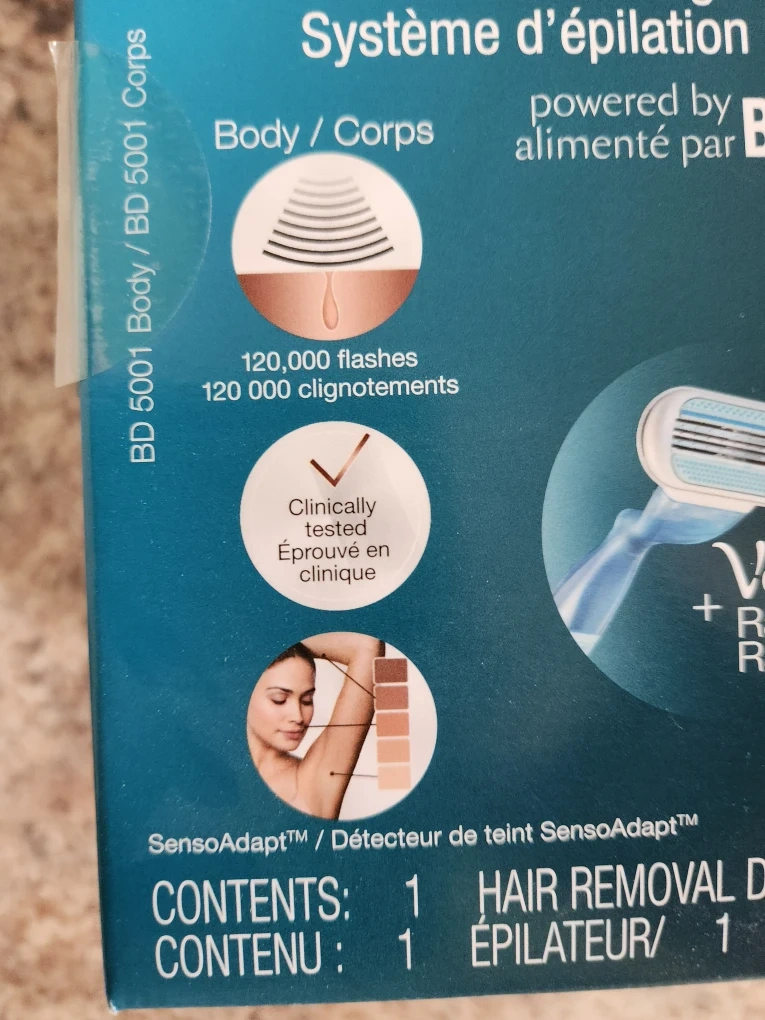 Système d'épilation
powered by
alimenté par
BD 5001 Body / BD 5001 Corps
Body / Corps
120,000 flashes
120 000 clignotements
Clinically
tested
Éprouvé en
clinique
+
SensoAdapt™ / Détecteur de teint SensoAdapt™
CONTENTS: 1 HAIR REMOVAL
CONTENU : 1 ÉPILATEUR/ 1